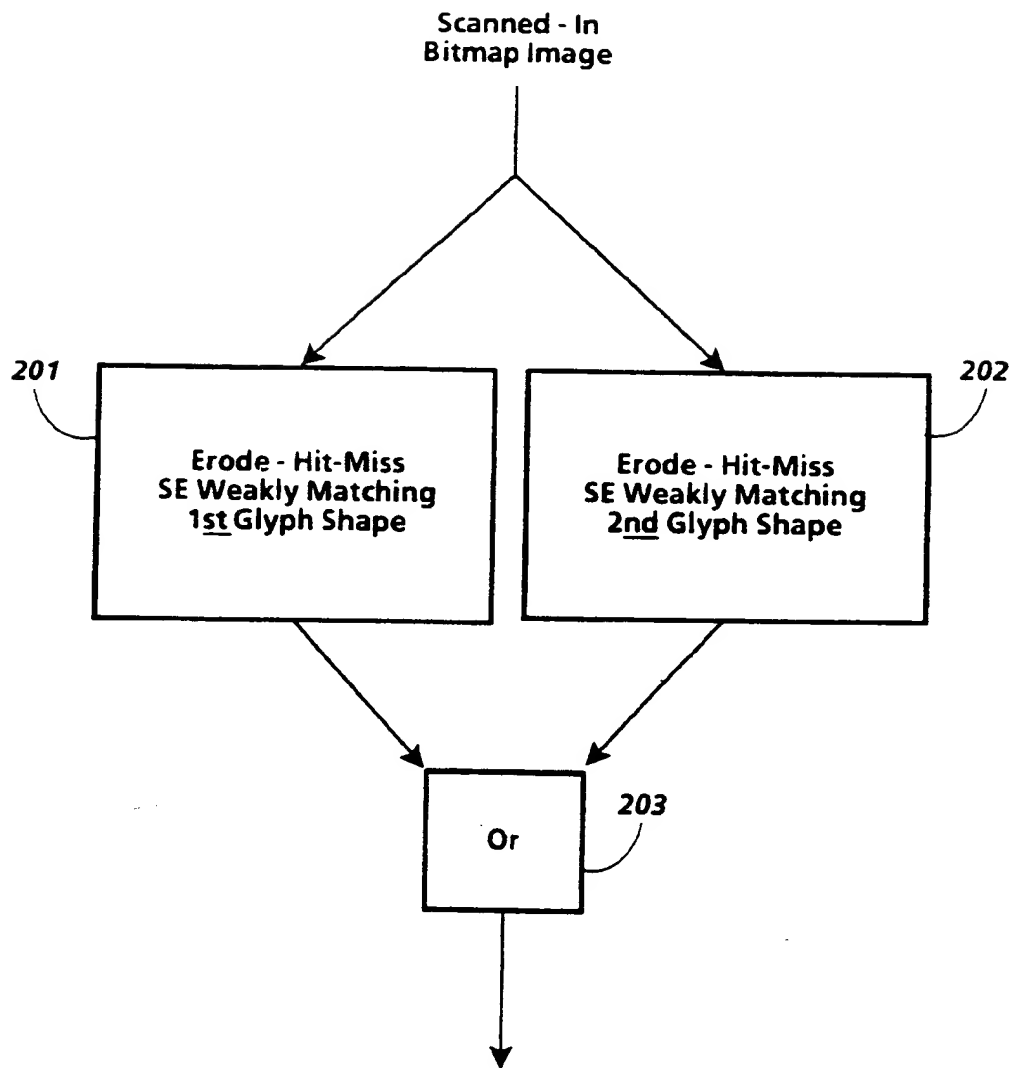 Scanned - In
Bitmap Image
201
202
Erode - Hit-Miss
SE Weakly Matching
1st Glyph Shape
Erode - Hit-Miss
SE Weakly Matching
2nd Glyph Shape
Or
203